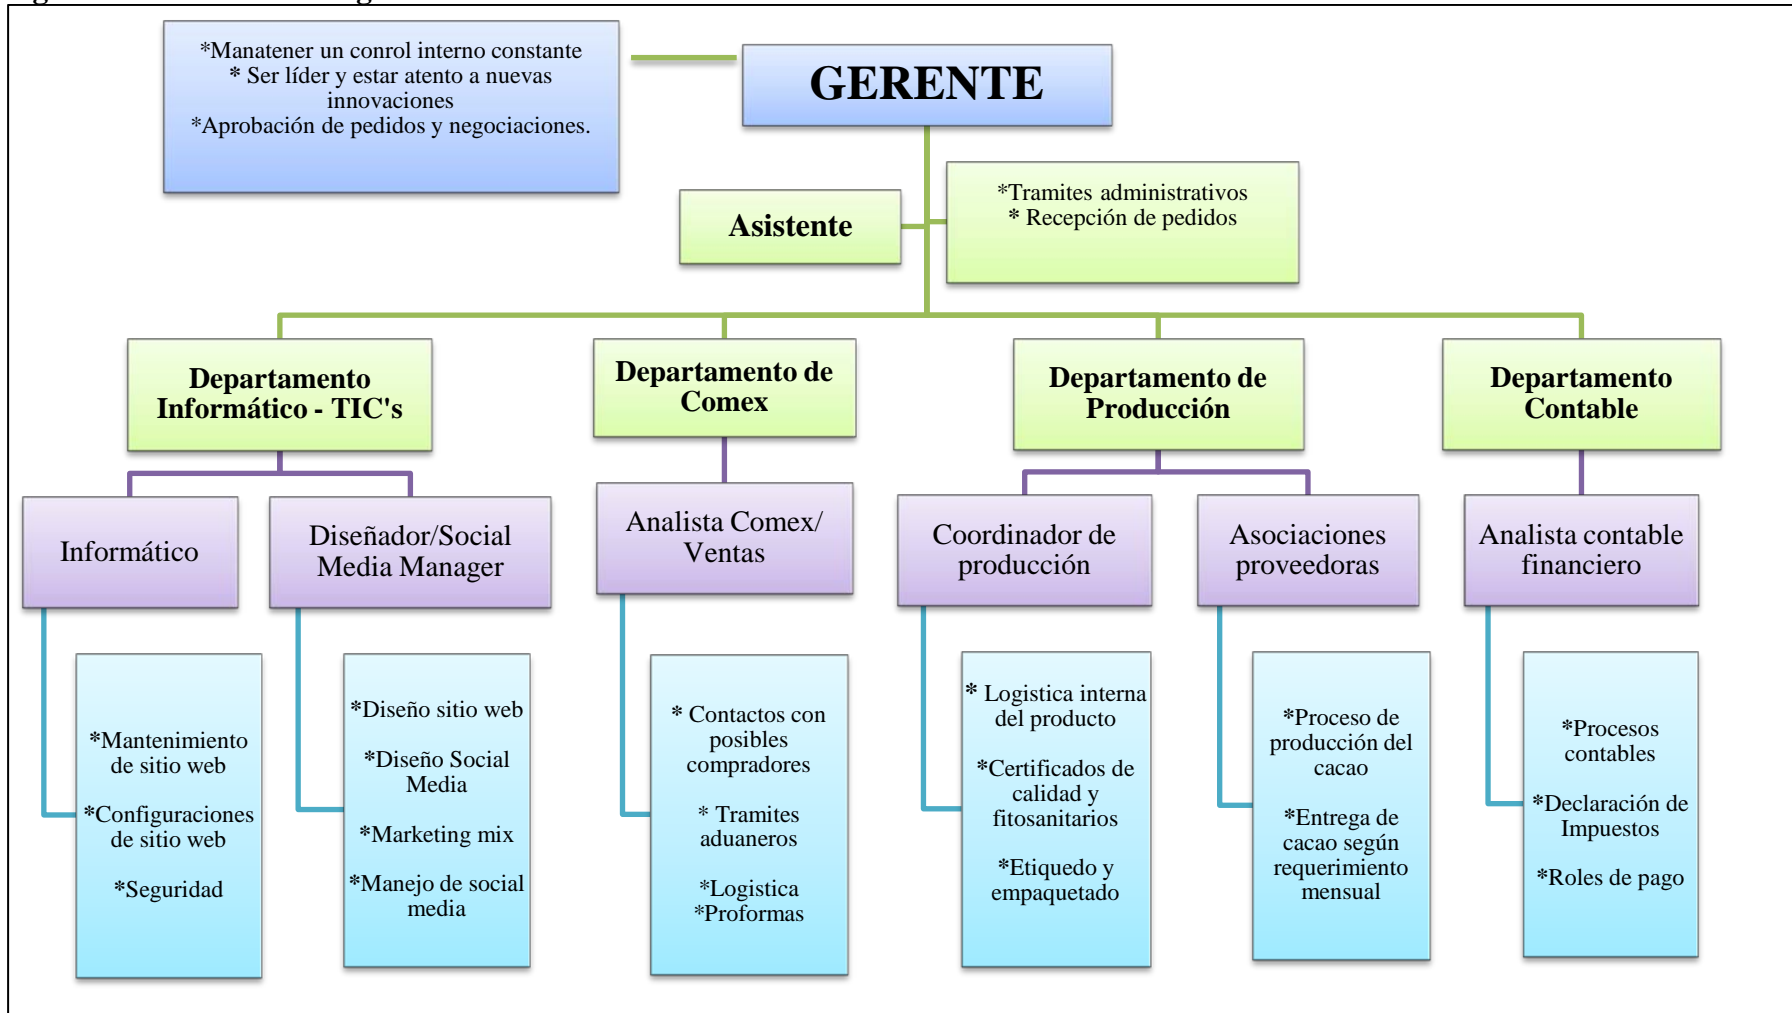 *Manatener un conrol interno constante
* Ser líder y estar atento a nuevas
innovaciones
*Aprobación de pedidos y negociaciones.
GERENTE
Asistente
*Tramites administrativos
* Recepción de pedidos
Departamento
Informático - TIC's
Departamento de
Comex
Departamento de
Producción
Departamento
Contable
Informático
Diseñador/Social
Media Manager
Analista Comex/
Ventas
Coordinador de
producción
Asociaciones
proveedoras
Analista contable
financiero
*Mantenimiento
de sitio web
*Configuraciones
de sitio web
*Seguridad
*Diseño sitio web
*Diseño Social
Media
*Marketing mix
*Manejo de social
media
* Contactos con
posibles
compradores
* Tramites
aduaneros
*Logistica
*Proformas
* Logistica interna
del producto
*Certificados de
calidad y
fitosanitarios
*Etiquedo y
empaquetado
*Proceso de
producción del
cacao
*Entrega de
cacao según
requerimiento
mensual
*Procesos
contables
*Declaración de
Impuestos
*Roles de pago